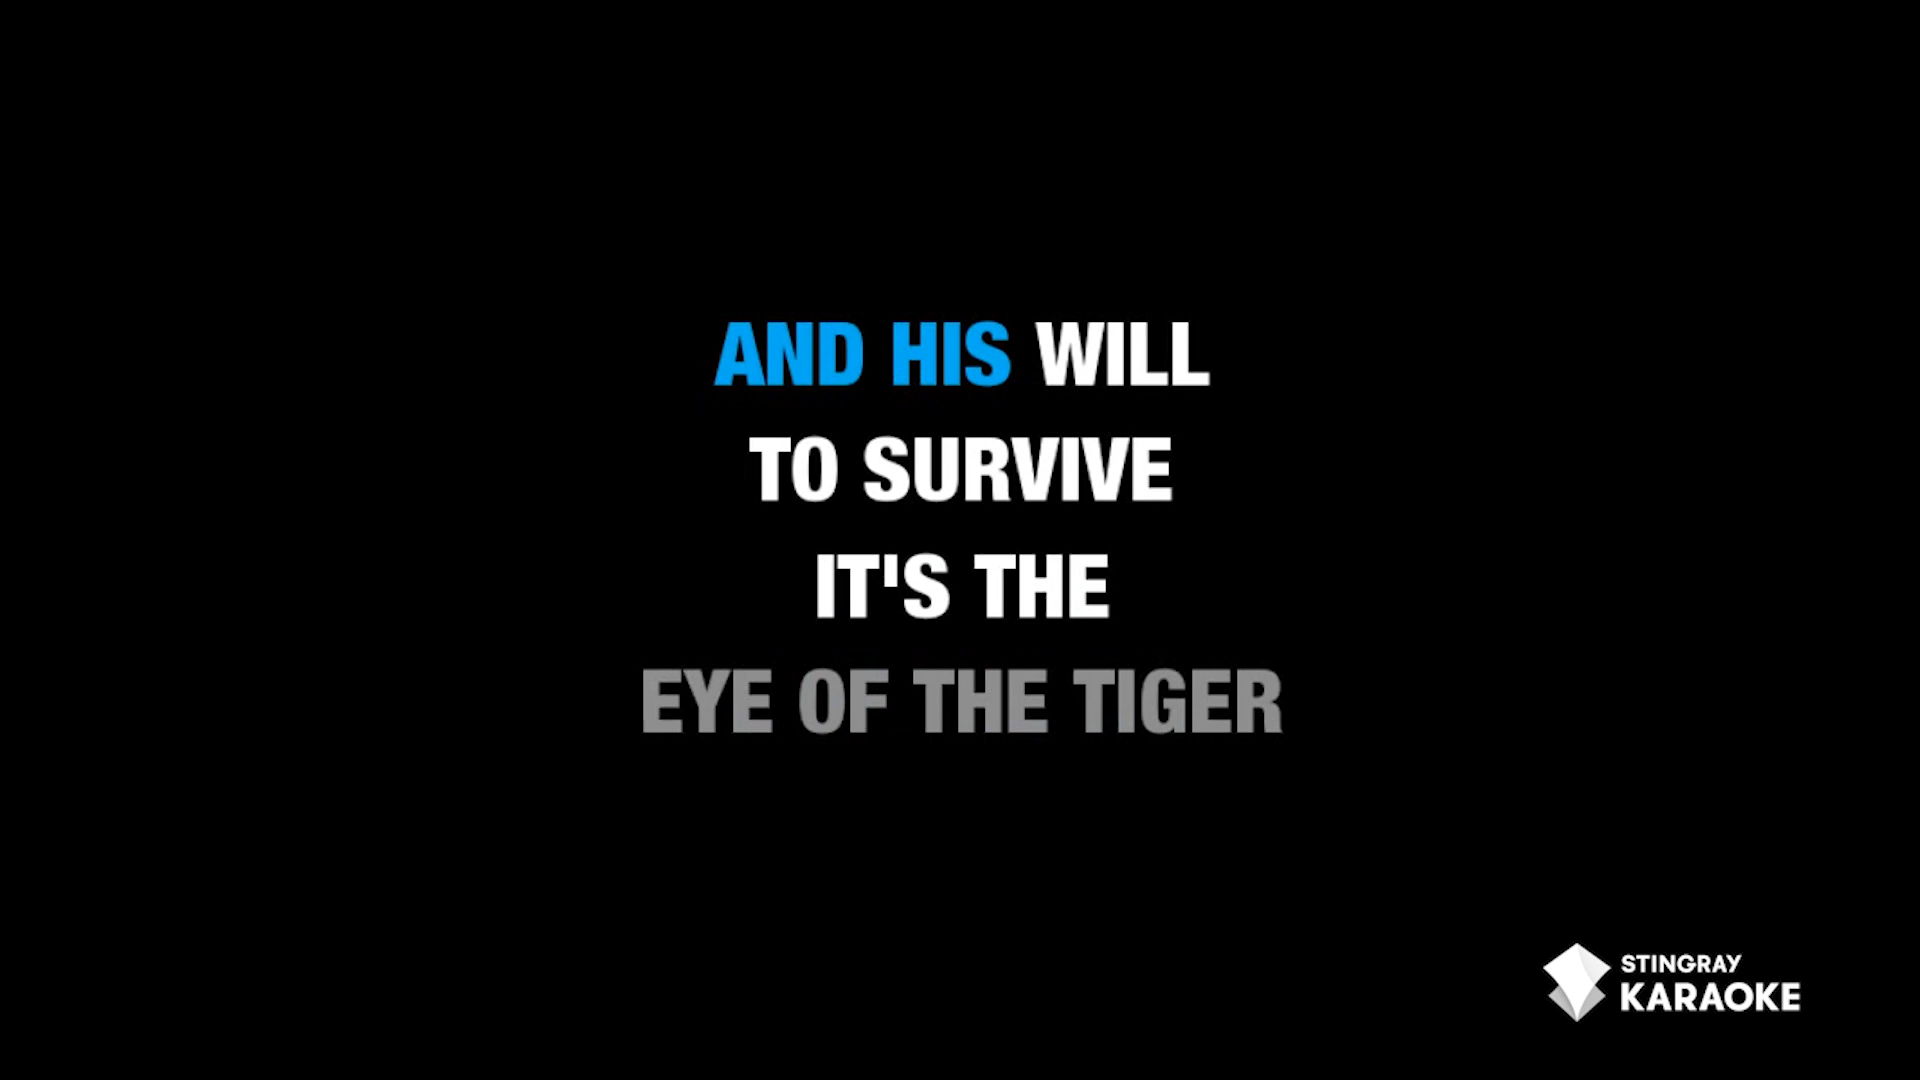 AND HIS WILL
TO SURVIVE
IT'S THE
EYE OF THE TIGER
STINGRAY
KARAOKE